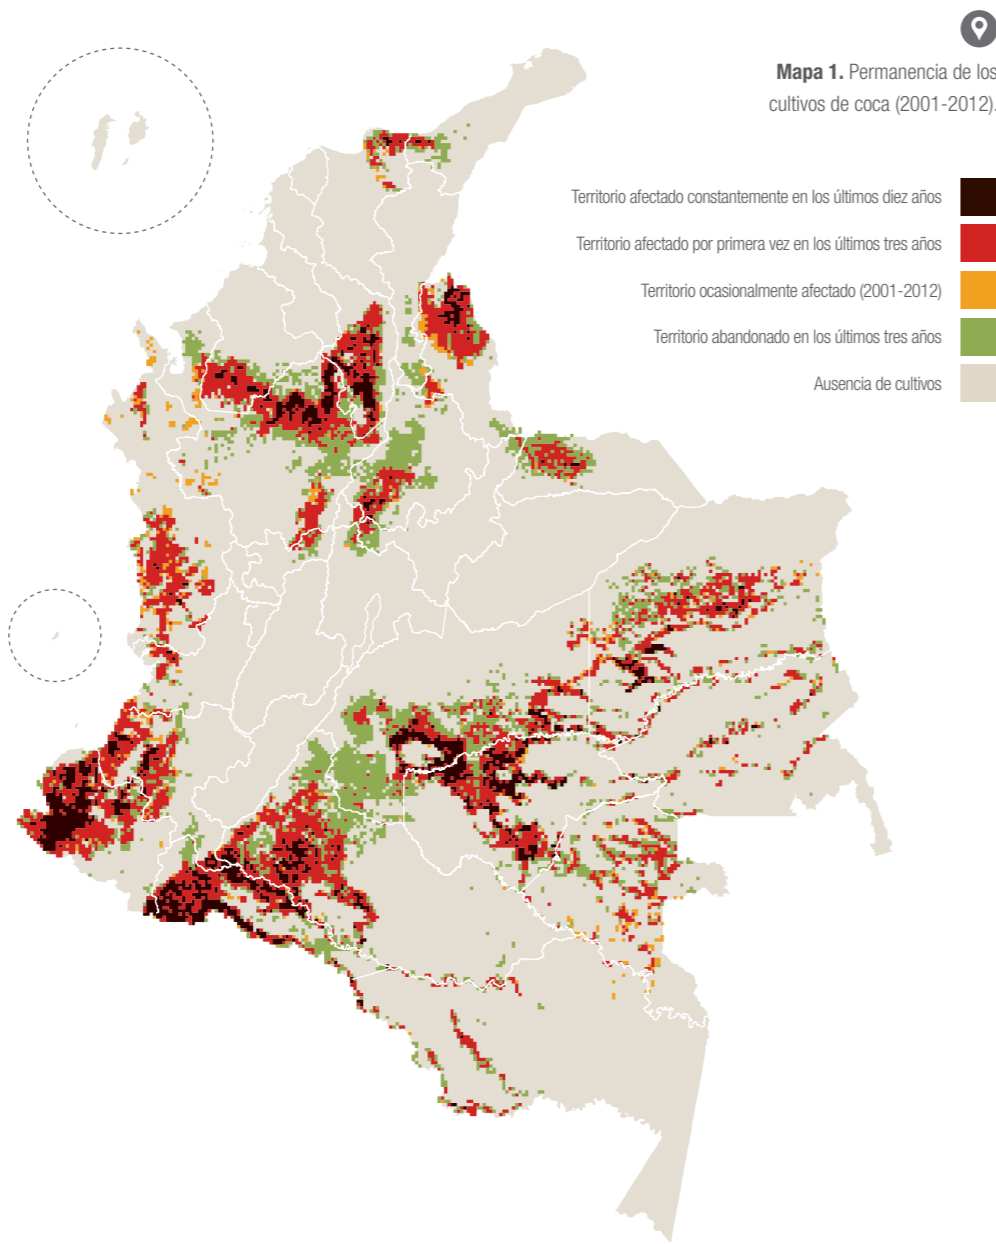 Mapa 1. Permanencia de los
cultivos de coca (2001-2012).
Territorio afectado constantemente en los últimos diez años
Territorio afectado por primera vez en los últimos tres años
Territorio ocasionalmente afectado (2001-2012)
Territorio abandonado en los últimos tres años
Ausencia de cultivos